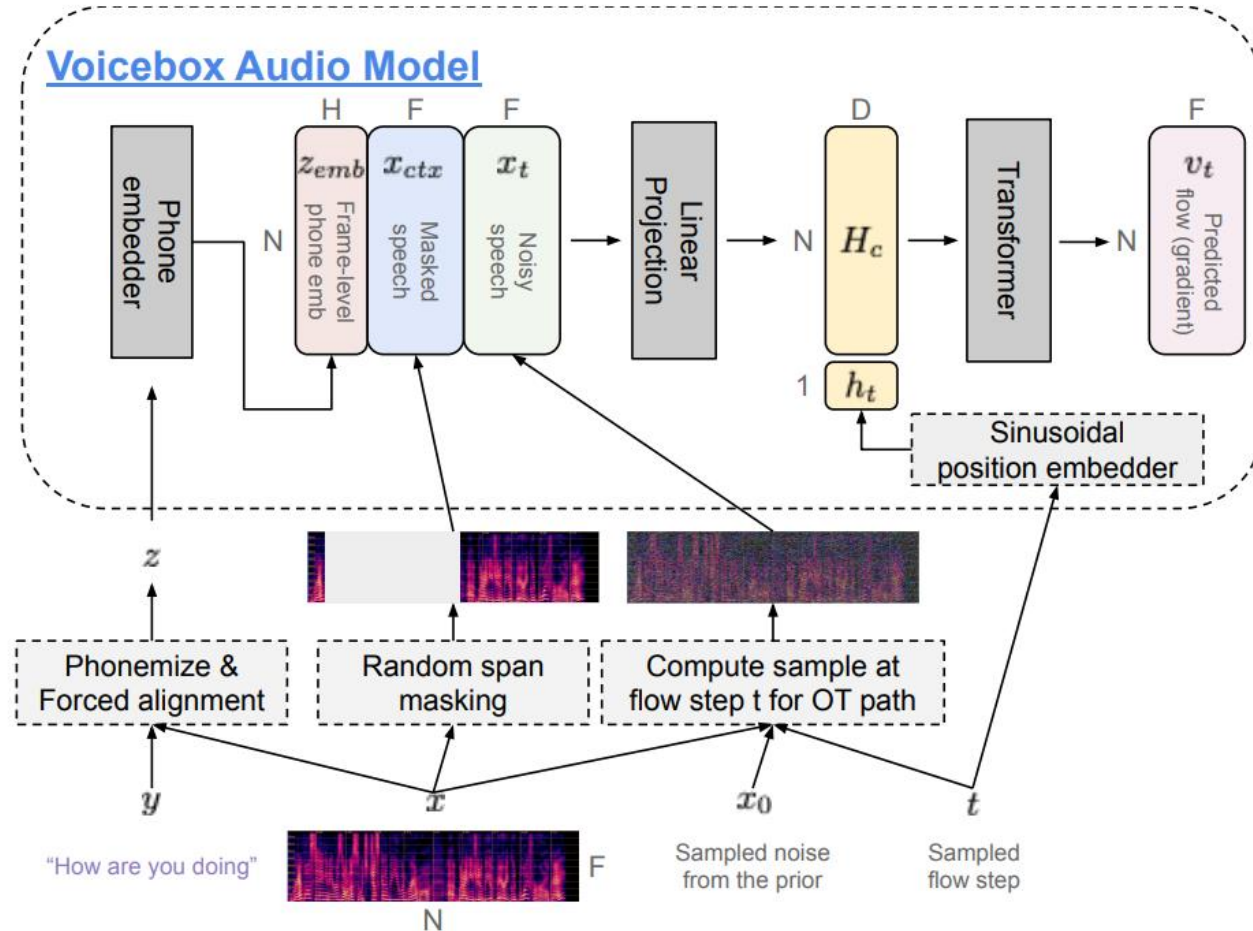 Voicebox Audio Model
H
F
F
D
F
Phone
embedder
N
z_emb
Frame-level
phone emb
x_ctx
Masked
speech
x_t
Noisy
speech
Linear
Projection
N
H_c
1
h_t
Transformer
N
v_t
Predicted
flow (gradient)
Sinusoidal
position embedder
z
Phonemize &
Forced alignment
Random span
masking
Compute sample at
flow step t for OT path
y
x
x_0
t
"How are you doing"
F
N
Sampled noise
from the prior
Sampled
flow step